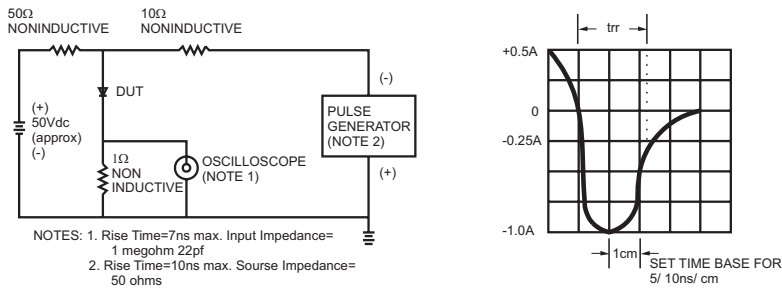 50Ω
NONINDUCTIVE
10Ω
NONINDUCTIVE
(+)
50Vdc
(approx)
(-)
DUT
1Ω
NON
INDUCTIVE
OSCILLOSCOPE
(NOTE 1)
(-)
PULSE
GENERATOR
(NOTE 2)
(+)
NOTES: 1. Rise Time=7ns max. Input Impedance=
1 megohm 22pf
2. Rise Time=10ns max. Sourse Impedance=
50 ohms
trr
+0.5A
0
-0.25A
-1.0A
1cm
SET TIME BASE FOR
5/ 10ns/ cm